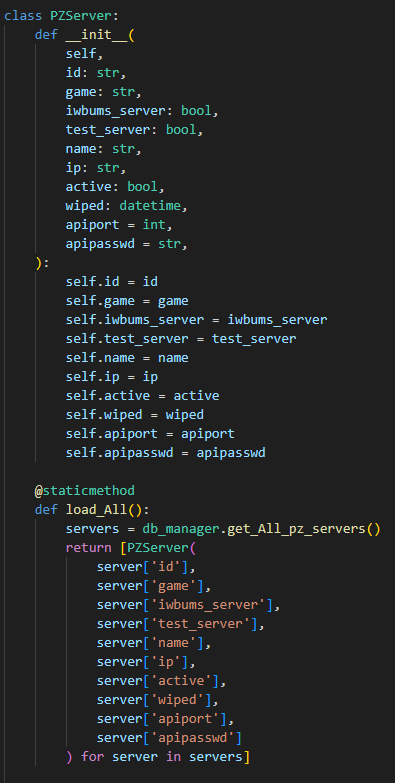 class PZServer:
    def __init__(
        self,
        id: str,
        game: str,
        iwbums_server: bool,
        test_server: bool,
        name: str,
        ip: str,
        active: bool,
        wiped: datetime,
        apiport = int,
        apipasswd = str,
    ):
        self.id = id
        self.game = game
        self.iwbums_server = iwbums_server
        self.test_server = test_server
        self.name = name
        self.ip = ip
        self.active = active
        self.wiped = wiped
        self.apiport = apiport
        self.apipasswd = apipasswd

    @staticmethod
    def load_All():
        servers = db_manager.get_All_pz_servers()
        return [PZServer(
            server['id'],
            server['game'],
            server['iwbums_server'],
            server['test_server'],
            server['name'],
            server['ip'],
            server['active'],
            server['wiped'],
            server['apiport'],
            server['apipasswd']
        ) for server in servers]